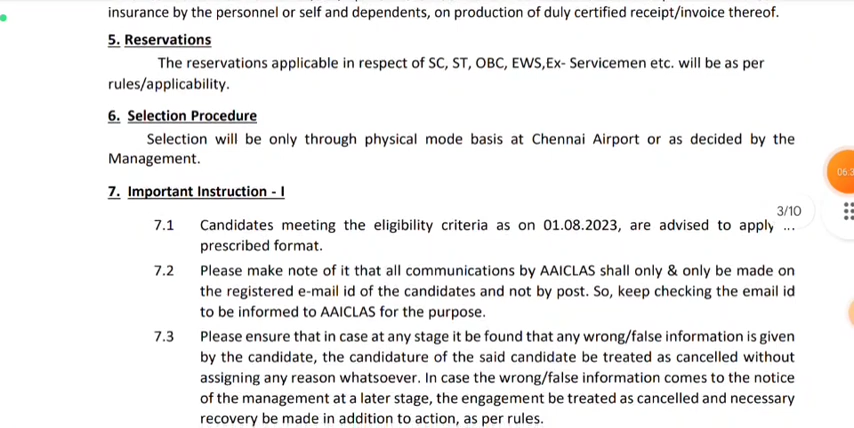 insurance by the personnel or self and dependents, on production of duly certified receipt/invoice thereof.
5. Reservations
The reservations applicable in respect of SC, ST, OBC, EWS,Ex- Servicemen etc. will be as per
rules/applicability.
6. Selection Procedure
Selection will be only through physical mode basis at Chennai Airport or as decided by the
Management.
06:3
7. Important Instruction - I
3/10
7.1 Candidates meeting the eligibility criteria as on 01.08.2023, are advised to apply ...
prescribed format.
7.2 Please make note of it that all communications by AAICLAS shall only & only be made on
the registered e-mail id of the candidates and not by post. So, keep checking the email id
to be informed to AAICLAS for the purpose.
7.3 Please ensure that in case at any stage it be found that any wrong/false information is given
by the candidate, the candidature of the said candidate be treated as cancelled without
assigning any reason whatsoever. In case the wrong/false information comes to the notice
of the management at a later stage, the engagement be treated as cancelled and necessary
recovery be made in addition to action, as per rules.